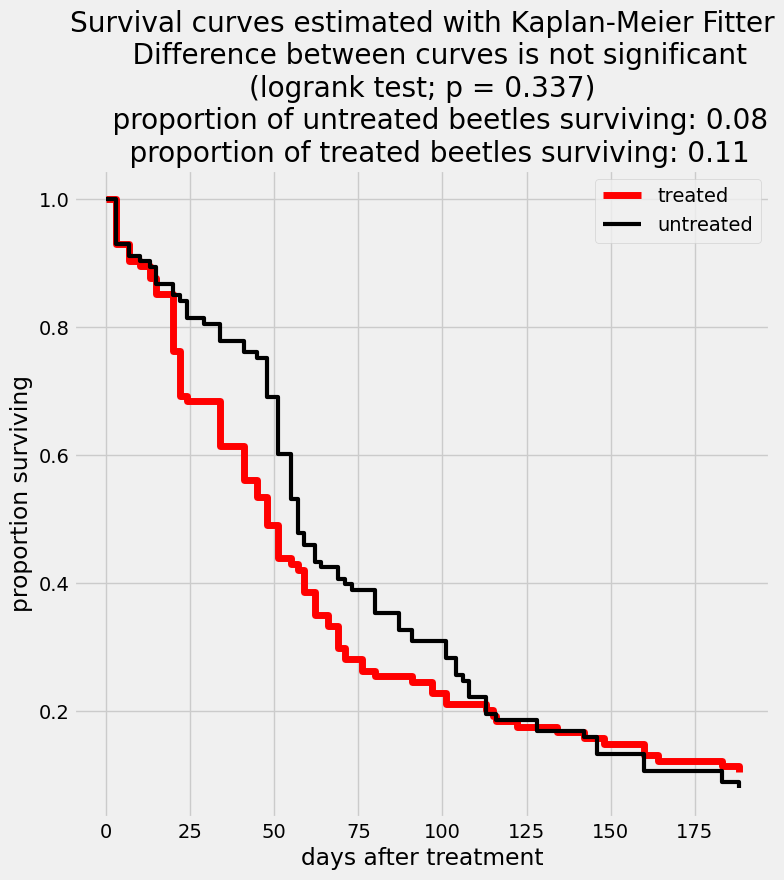 Survival curves estimated with Kaplan-Meier Fitter
Difference between curves is not significant
(logrank test; p = 0.337)
proportion of untreated beetles surviving: 0.08
proportion of treated beetles surviving: 0.11
treated
untreated
1.0
0.8
0.6
0.4
0.2
proportion surviving
0 25 50 75 100 125 150 175
days after treatment